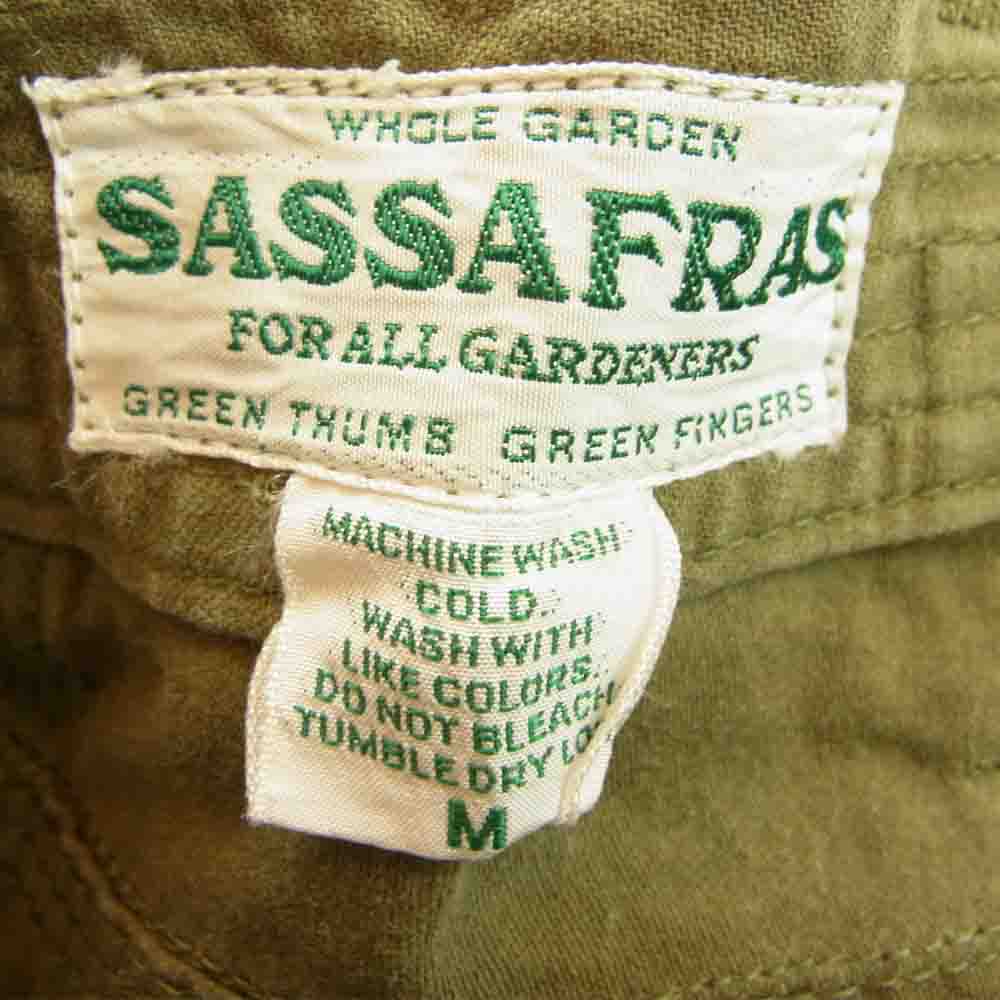 WHOLE GARDEN
SASSAFRAS
FOR ALL GARDENERS
GREEN THUMB GREEN FINGERS
MACHINE WASH
COLD.
WASH WITH
LIKE COLORS.
DO NOT BLEACH
TUMBLE DRY
M